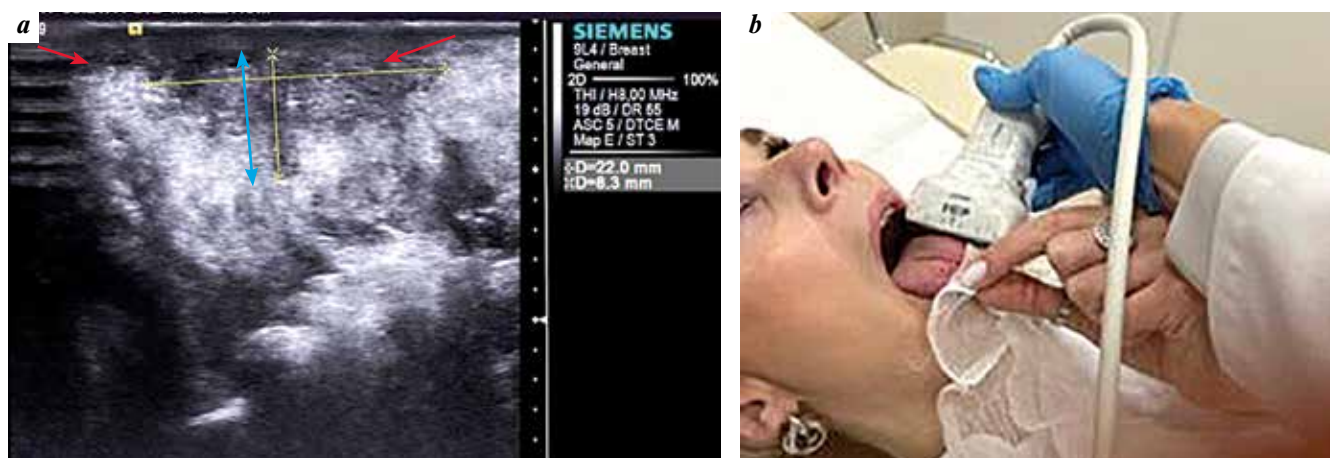 a
SIEMENS
9L4 / Breast
General
2D 100%
THI / H8,00 MHz
19 dB / DR 55
ASC 5 / DTCE M
Map E / ST 3
D=22.0 mm
D=8.3 mm
b